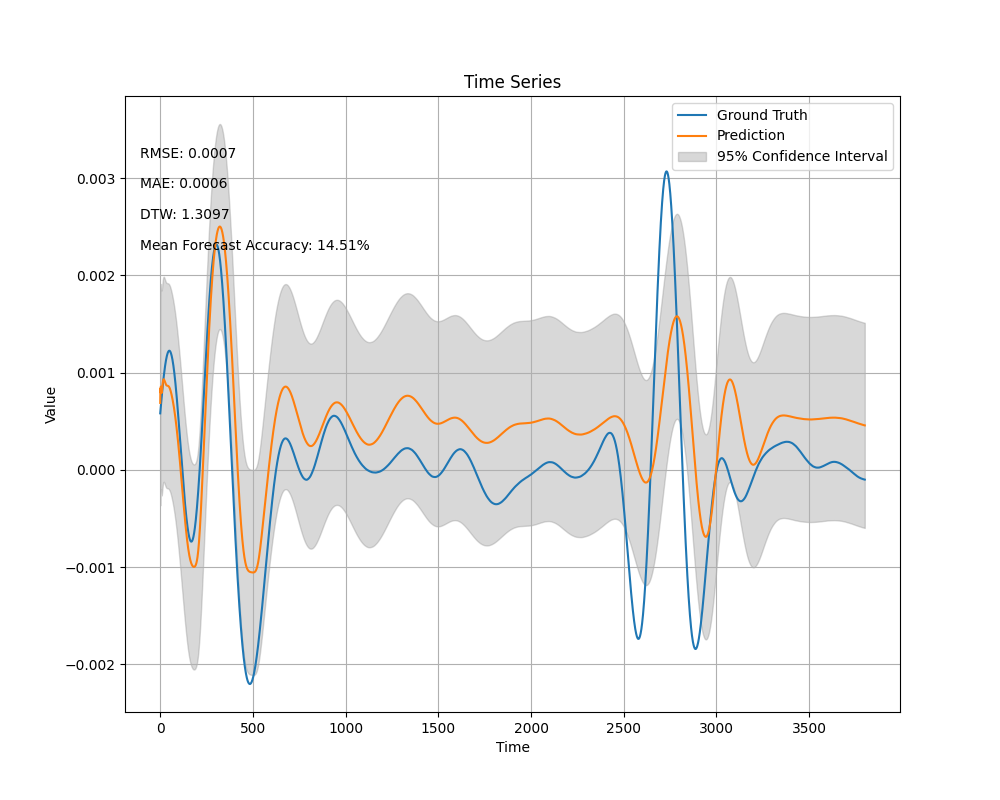 Time Series
Ground Truth
Prediction
95% Confidence Interval
RMSE: 0.0007
MAE: 0.0006
DTW: 1.3097
Mean Forecast Accuracy: 14.51%
Value
0.003
0.002
0.001
0.000
−0.001
−0.002
0 500 1000 1500 2000 2500 3000 3500
Time